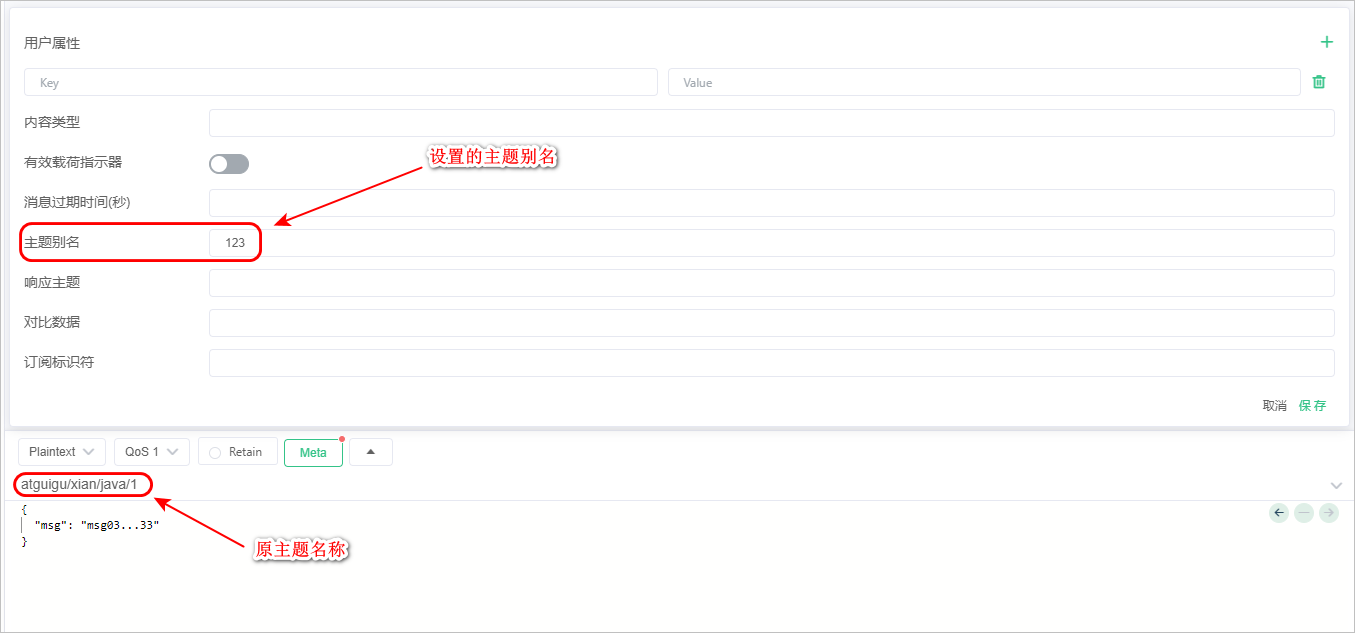 用户属性
Key
Value
内容类型
有效载荷指示器
设置的主题别名
消息过期时间(秒)
主题别名
123
响应主题
对比数据
订阅标识符
取消
保存
Plaintext
QoS 1
Retain
Meta
atguigu/xian/java/1
{
"msg": "msg03...33"
}
原主题名称